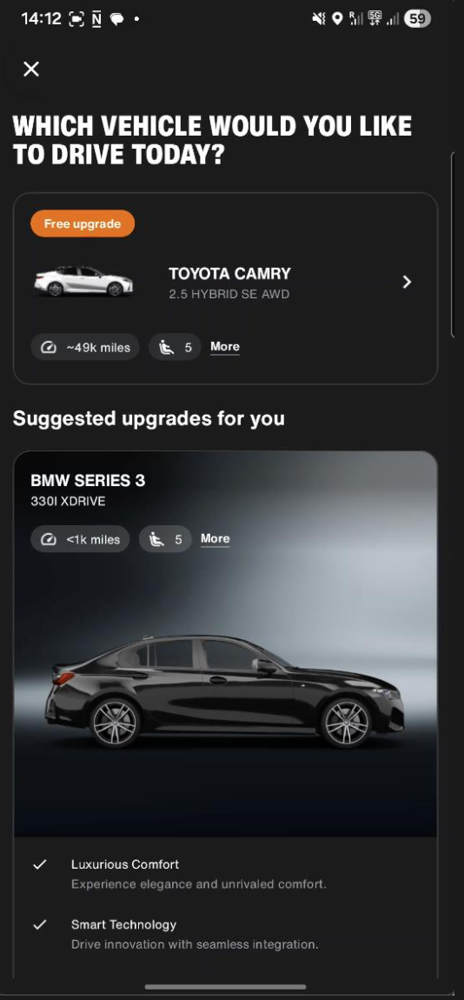 14:12 N
R 5G 59
WHICH VEHICLE WOULD YOU LIKE
TO DRIVE TODAY?
Free upgrade
TOYOTA CAMRY
2.5 HYBRID SE AWD
~49k miles 5 More
Suggested upgrades for you
BMW SERIES 3
330I XDRIVE
<1k miles 5 More
Luxurious Comfort
Experience elegance and unrivaled comfort.
Smart Technology
Drive innovation with seamless integration.